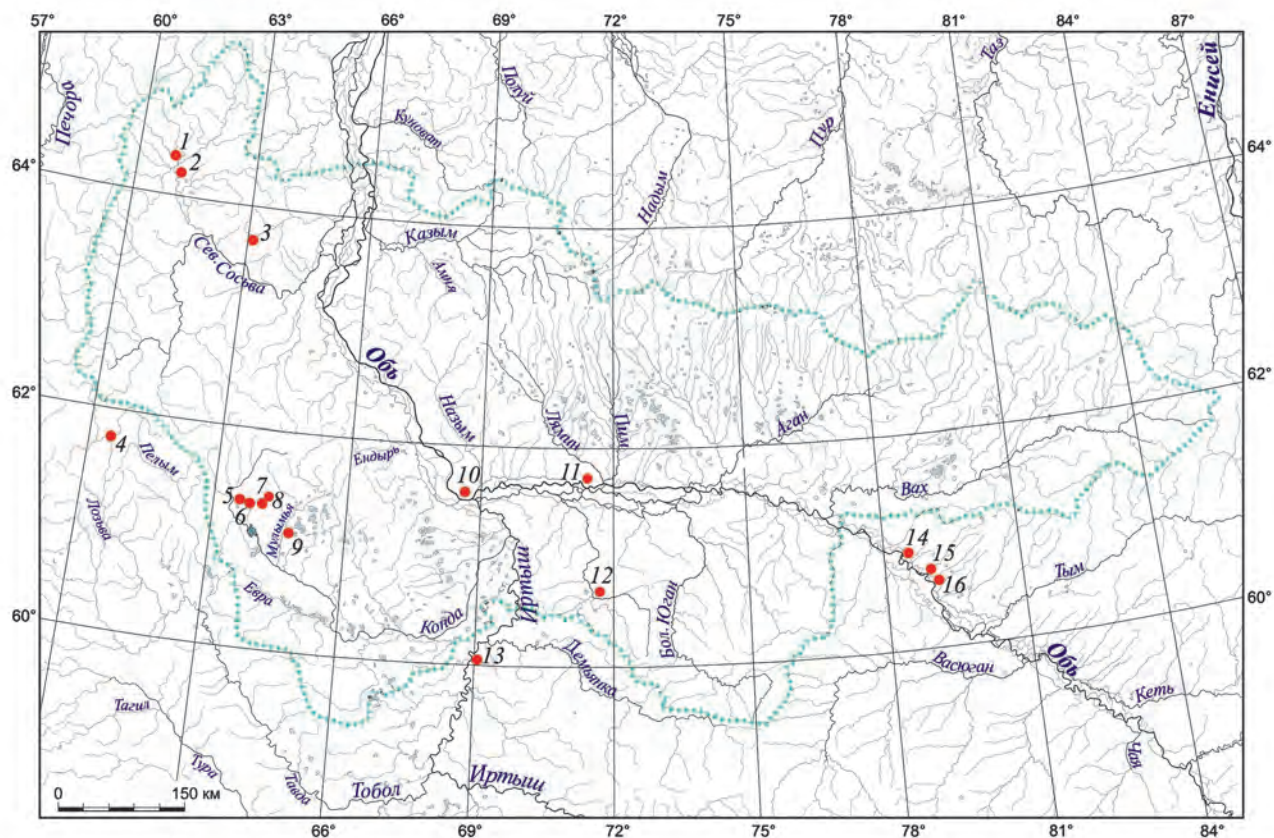 57° 60° 63° 66° 69° 72° 75° 78° 81° 84° 87°
Печора
Полуй
Таз
Енисей
Куноват
Пур
1
2
64°
64°
Надым
3
Казым
Сев.Сосьва
Амня
Обь
62°
62°
Назым
Лямин
Пим
Аган
4
Пелым
Ендырь
10
11
Вах
5
7
8
6
Лозьва
Мулымья
9
14
15
16
Тым
Иртыш
12
Бол. Юган
60°
60°
Евра
Конда
13
Демьянка
Васюган
Обь
Кеть
Тагил
Чая
Тура
Тавда
Тобол
Иртыш
0 150 км
66° 69° 72° 75° 78° 81° 84°